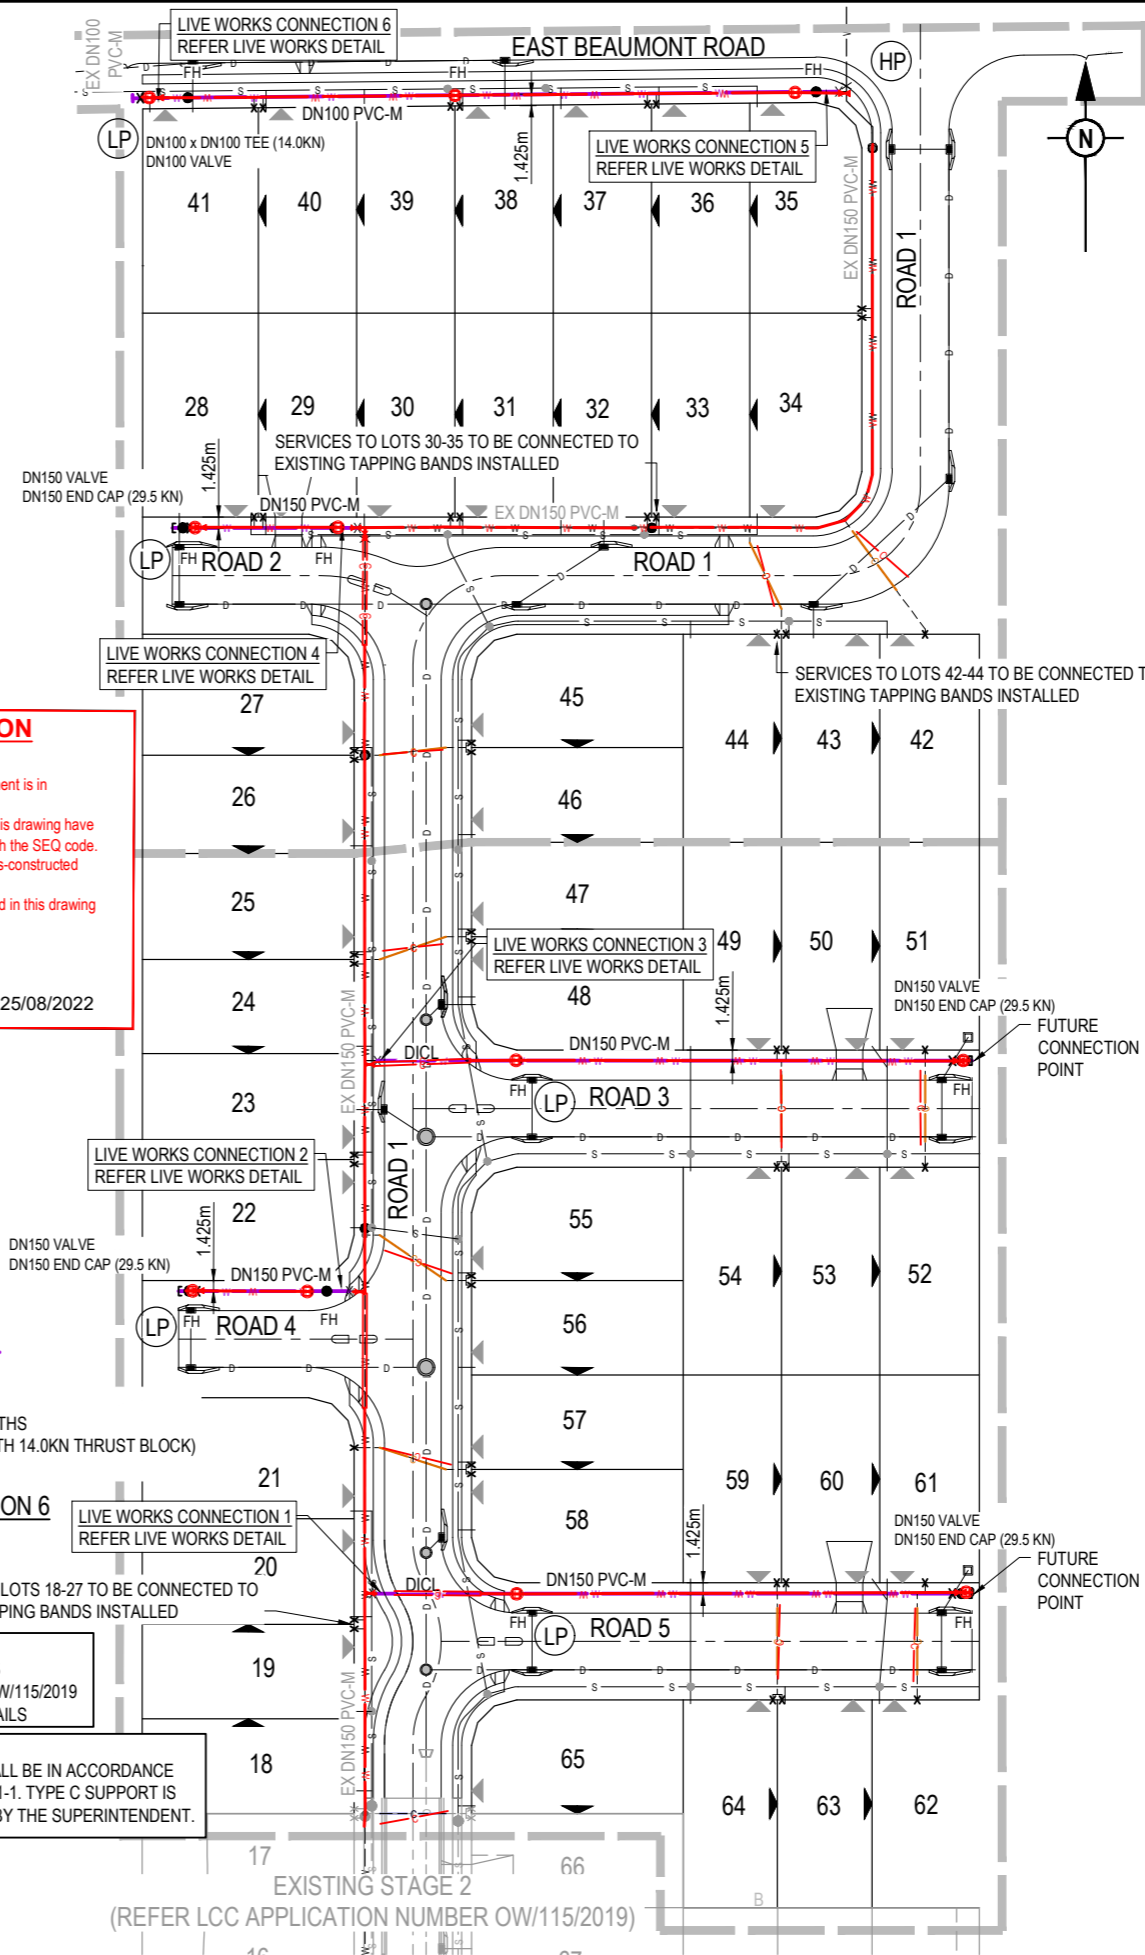 EX DN100
PVC-M
LIVE WORKS CONNECTION 6
REFER LIVE WORKS DETAIL
EAST BEAUMONT ROAD
HP
FH
FH
N
DN100 PVC-M
LP
DN100 x DN100 TEE (14.0KN)
DN100 VALVE
1.425m
LIVE WORKS CONNECTION 5
REFER LIVE WORKS DETAIL
EX DN150 PVC-M
ROAD 1
41
40
39
38
37
36
35
28
29
30
31
32
33
34
SERVICES TO LOTS 30-35 TO BE CONNECTED TO
EXISTING TAPPING BANDS INSTALLED
DN150 VALVE
DN150 END CAP (29.5 KN)
1.425m
DN150 PVC-M
EX DN150 PVC-M
LP
FH
ROAD 2
FH
ROAD 1
LIVE WORKS CONNECTION 4
REFER LIVE WORKS DETAIL
SERVICES TO LOTS 42-44 TO BE CONNECTED T
EXISTING TAPPING BANDS INSTALLED
27
45
44
43
42
26
46
25
47
ON
ent is in
is drawing have
h the SEQ code.
s-constructed
d in this drawing
25/08/2022
LIVE WORKS CONNECTION 3
REFER LIVE WORKS DETAIL
49
50
51
24
48
1.425m
DN150 VALVE
DN150 END CAP (29.5 KN)
FUTURE
CONNECTION
POINT
EX DN150 PVC-M
DICL
DN150 PVC-M
23
FH
LP
ROAD 3
FH
LIVE WORKS CONNECTION 2
REFER LIVE WORKS DETAIL
ROAD 1
22
1.425m
55
DN150 VALVE
DN150 END CAP (29.5 KN)
DN150 PVC-M
54
53
52
LP
FH
ROAD 4
FH
56
THS
TH 14.0KN THRUST BLOCK)
57
21
59
60
61
ON 6
LIVE WORKS CONNECTION 1
REFER LIVE WORKS DETAIL
58
1.425m
DN150 VALVE
DN150 END CAP (29.5 KN)
FUTURE
CONNECTION
POINT
20
LOTS 18-27 TO BE CONNECTED TO
PPING BANDS INSTALLED
DICL
DN150 PVC-M
FH
LP
ROAD 5
FH
19
W/115/2019
AILS
EX DN150 PVC-M
18
65
ALL BE IN ACCORDANCE
1-1. TYPE C SUPPORT IS
BY THE SUPERINTENDENT.
64
63
62
17
66
EXISTING STAGE 2
(REFER LCC APPLICATION NUMBER OW/115/2019)
B
16
67